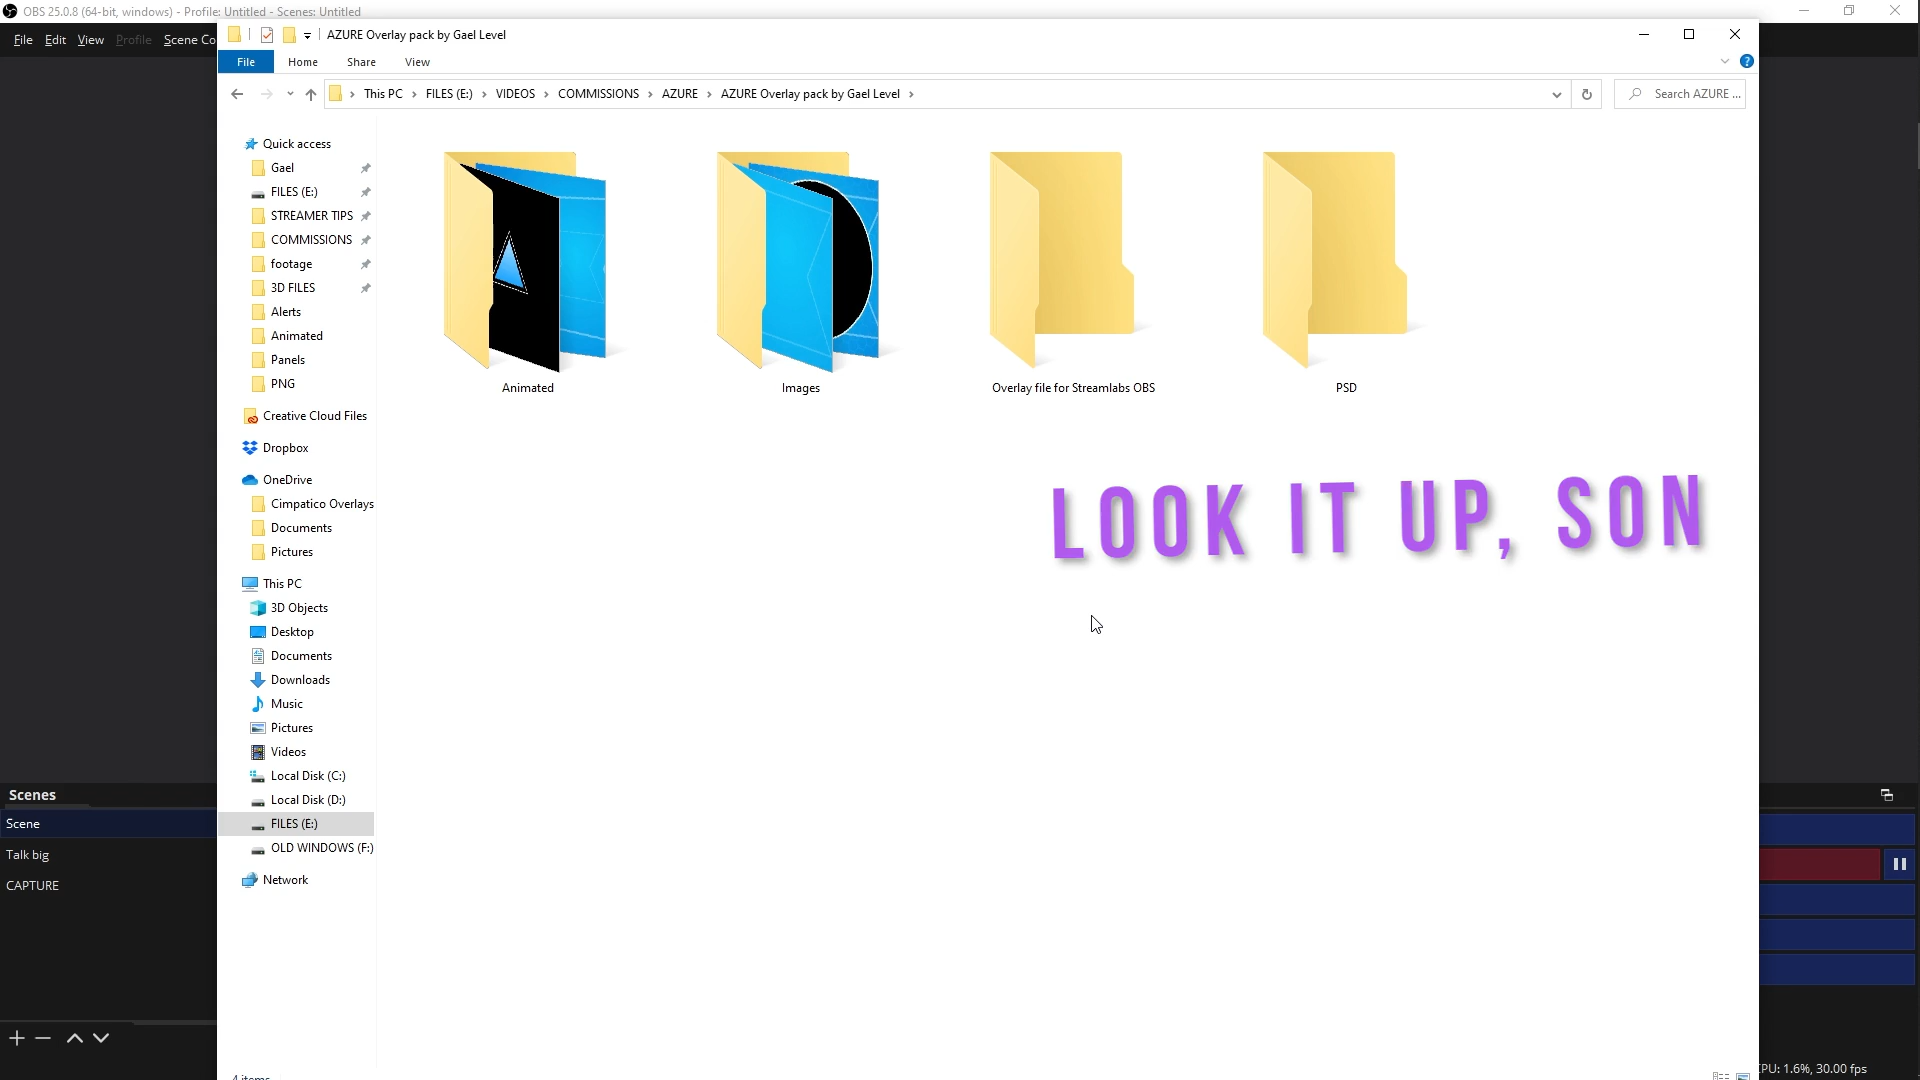 OBS 25.0.8 (64-bit, windows) - Profile: Untitled - Scenes: Untitled
File Edit View Profile Scene Co
AZURE Overlay pack by Gael Level
File Home Share View
This PC > FILES (E:) > VIDEOS > COMMISSIONS > AZURE > AZURE Overlay pack by Gael Level >
Search AZURE ...
Quick access
Gael
FILES (E:)
STREAMER TIPS
COMMISSIONS
footage
3D FILES
Alerts
Animated
Panels
PNG
Creative Cloud Files
Dropbox
OneDrive
Cimpatico Overlays
Documents
Pictures
This PC
3D Objects
Desktop
Documents
Downloads
Music
Pictures
Videos
Local Disk (C:)
Local Disk (D:)
FILES (E:)
OLD WINDOWS (F:)
Network
Animated
Images
Overlay file for Streamlabs OBS
PSD
LOOK IT UP, SON
Scenes
Scene
Talk big
CAPTURE
4 items
CPU: 1.6%, 30.00 fps